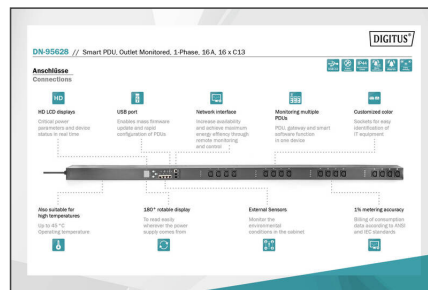 DIGITUS®
DN-95628 // Smart PDU, Outlet Monitored, 1-Phase, 16 A, 16 x C13
Anschlüsse
Connections
HD
HD LCD displays
Critical power
parameters and device
status in real time
USB port
Enables mass firmware
update and rapid
configuration of PDUs
Network interface
Increase availability
and achieve maximum
energy effciency through
remote monitoring
and control
Monitoring multiple
PDUs
PDU, gateway and smart
software function
in one device
Customized color
Sockets for easy
identification of
IT equipment
Also suitable for
high temperatures
Up to 45 °C
Operating temperature
180° rotable display
To read easily
wherever the power
supply comes from
External Sensors
Monitor the
environmental
conditions in the cabinet
1% metering accuracy
Billing of consumption
data according to ANSI
and IEC standards